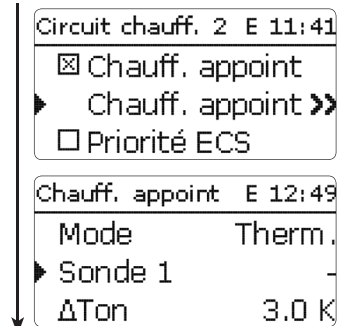 Circuit chauff. 2 E 11:41
☒ Chauff. appoint
▶ Chauff. appoint >>
☐ Priorité ECS
Chauff. appoint E 12:49
Mode Therm.
▶ Sonde 1 -
ΔTon 3.0 K